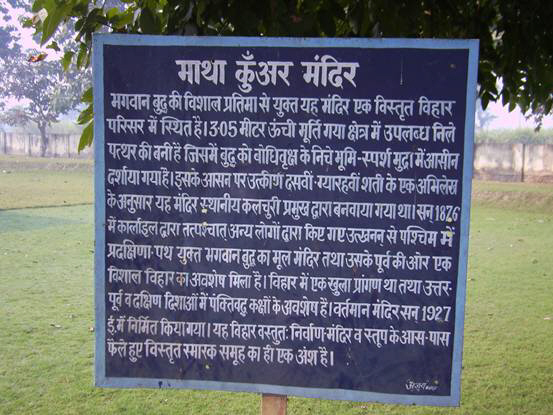 माथा कुँअर मंदिर
भगवान बुद्ध की विशाल प्रतिमा से युक्त यह मंदिर एक विस्तृत विहार
परिसर में स्थित है। 3.05 मीटर ऊंची मूर्ति गया क्षेत्र में उपलब्ध निले
पत्थर की बनी है जिसमें बुद्ध को बोधिवृक्ष के निचे भूमि-स्पर्श मुद्रा में आसीन
दर्शाया गया है। इसके आसन पर उत्कीर्ण दसवीं-ग्यारहवीं शती के एक अभिलेख
के अनुसार यह मंदिर स्थानीय कलचुरी प्रमुख द्वारा बनवाया गया था। सन् 1876
में कार्लाइल द्वारा तत्पश्चात् अन्य लोगों द्वारा किए गए उत्खनन से पश्चिम में
प्रदक्षिणा-पथ युक्त भगवान बुद्ध का मूल मंदिर तथा उसके पूर्व की ओर एक
विशाल विहार का अवशेष मिला है। विहार में एक खुला प्रांगण था तथा उत्तर-
पूर्व व दक्षिण दिशाओं में पंक्तिबद्ध कक्षों के अवशेष है। वर्तमान मंदिर सन् 1927
ई. में निर्मित किया गया। यह विहार वस्तुतः निर्वाण-मंदिर व स्तूप के आस-पास
फैले हुए विस्तृत स्मारक समूह का ही एक अंश है।